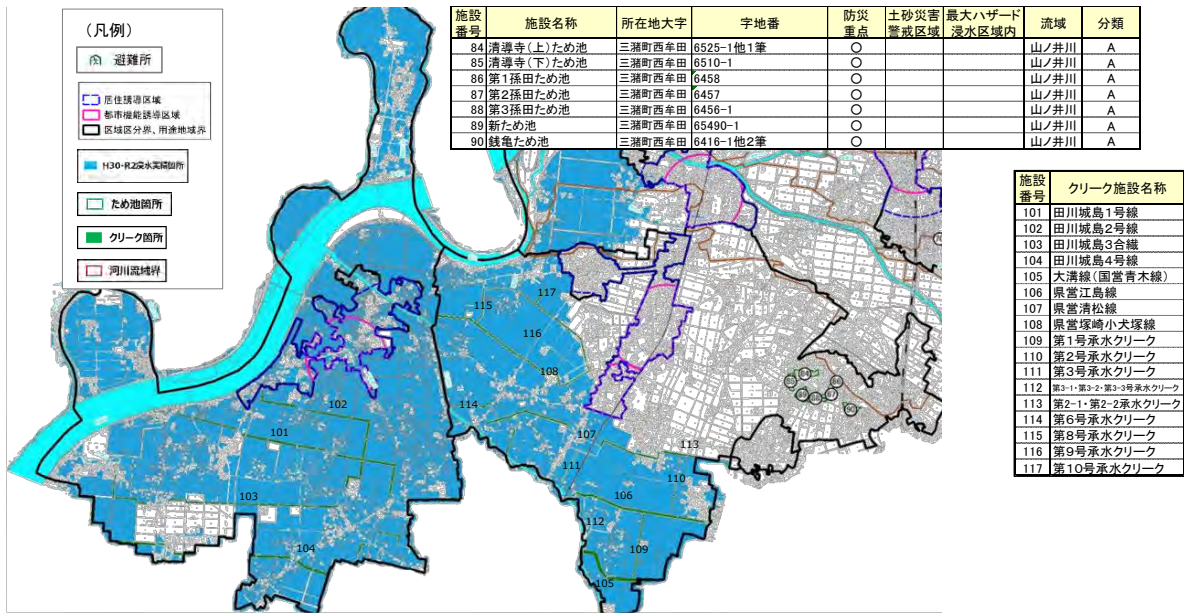 (凡例)
避難所
居住誘導区域
都市機能誘導区域
区域区分界、用途地域界
H30-R2浸水実績箇所
ため池箇所
クリーク箇所
河川流域界
施設番号 施設名称 所在地大字 字地番 防災重点 土砂災害警戒区域 最大ハザード浸水区域内 流域 分類
84 清導寺(上)ため池 三潴町西牟田 6525-1他1筆 ○ 山ノ井川 A
85 清導寺(下)ため池 三潴町西牟田 6510-1 ○ 山ノ井川 A
86 第1孫田ため池 三潴町西牟田 6458 ○ 山ノ井川 A
87 第2孫田ため池 三潴町西牟田 6457 ○ 山ノ井川 A
88 第3孫田ため池 三潴町西牟田 6456-1 ○ 山ノ井川 A
89 新ため池 三潴町西牟田 65490-1 ○ 山ノ井川 A
90 銭亀ため池 三潴町西牟田 6416-1他2筆 ○ 山ノ井川 A
施設番号 クリーク施設名称
101 田川城島1号線
102 田川城島2号線
103 田川城島3合織
104 田川城島4号線
105 大溝線(国営青木線)
106 県営江島線
107 県営清松線
108 県営塚崎小犬塚線
109 第1号承水クリーク
110 第2号承水クリーク
111 第3号承水クリーク
112 第3-1・第3-2・第3-3号承水クリーク
113 第2-1・第2-2承水クリーク
114 第6号承水クリーク
115 第8号承水クリーク
116 第9号承水クリーク
117 第10号承水クリーク
117
115
116
108
102
114
101
107
113
111
110
103
106
112
109
104
105
84
85
86
87
88
89
90